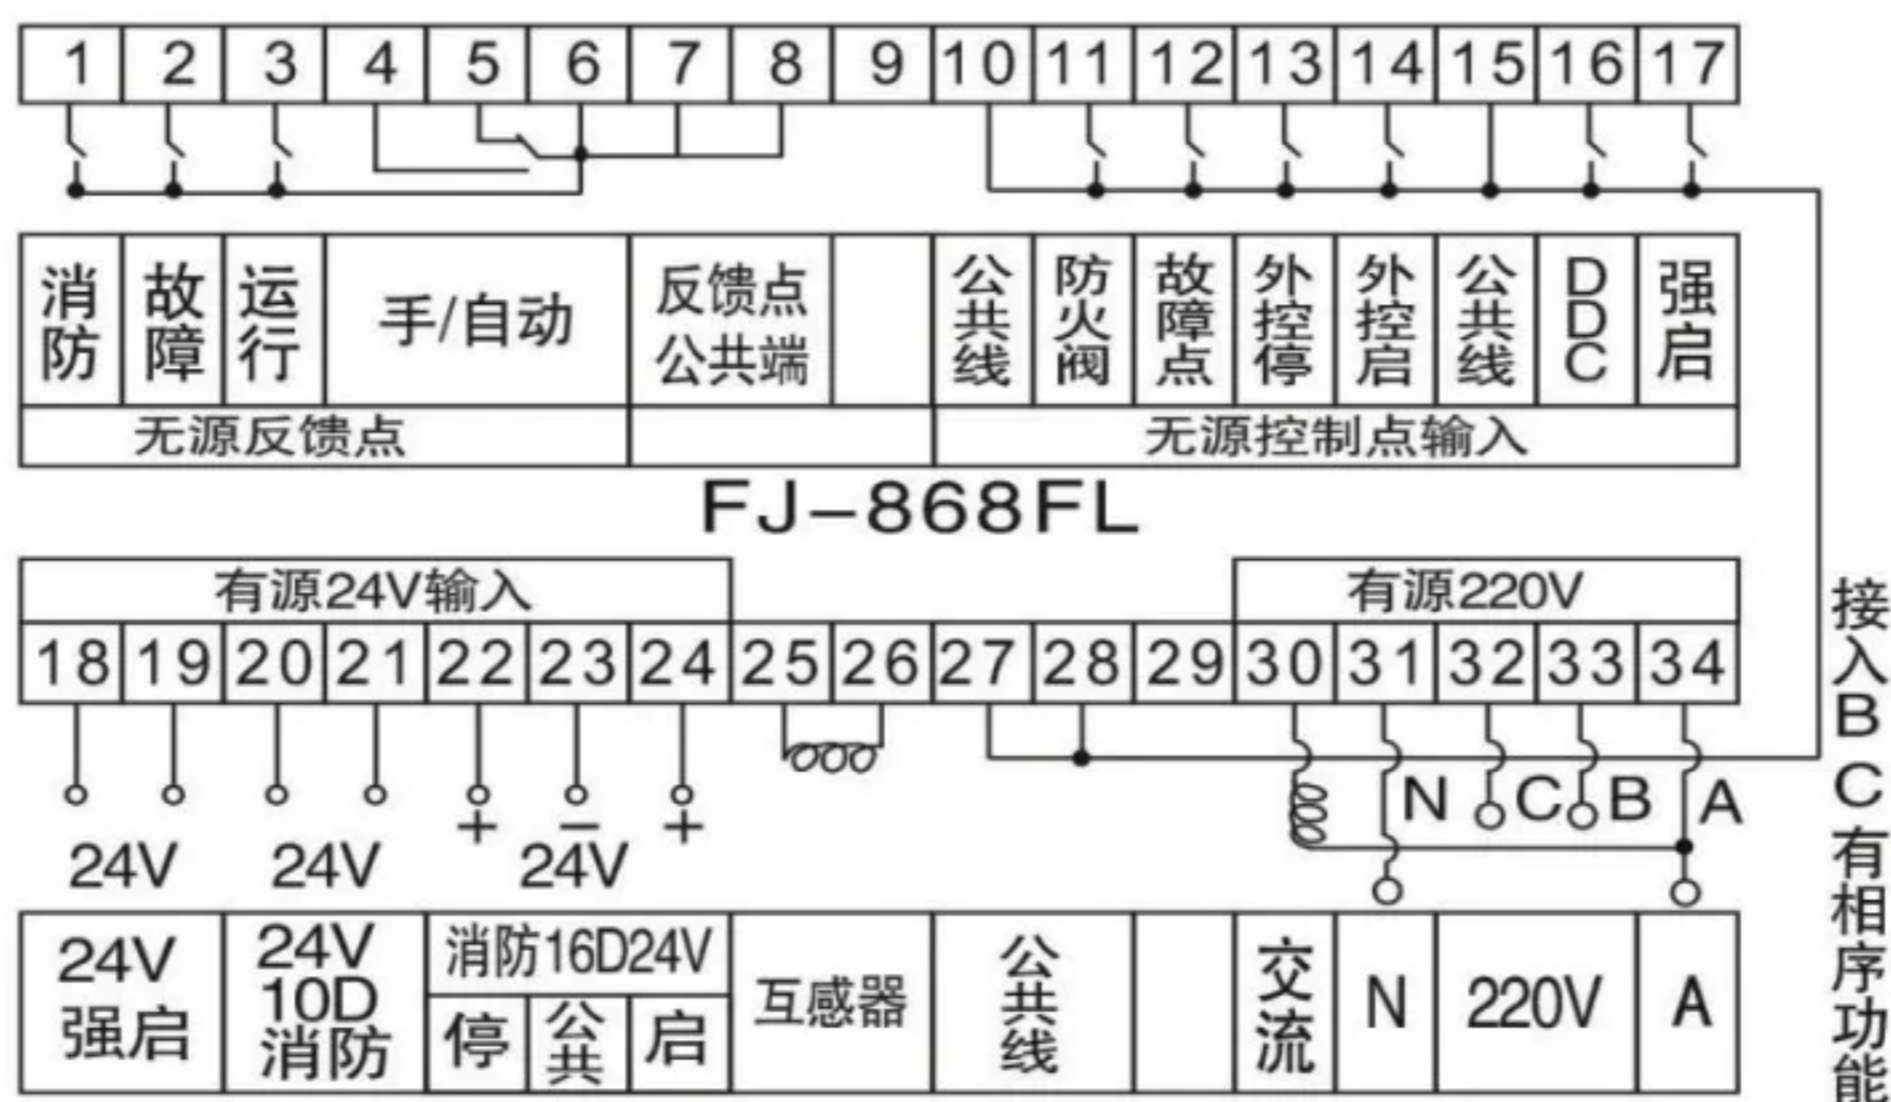 1 2 3 4 5 6 7 8 9 10 11 12 13 14 15 16 17
消防 故障 运行 手/自动 反馈点公共端 公共线 防火阀 故障点 外控停 外控启 公共线 DDC 强启
无源反馈点 无源控制点输入
FJ-868FL
有源24V输入 有源220V
18 19 20 21 22 23 24 25 26 27 28 29 30 31 32 33 34
N C B A
+ − +
24V 24V 24V
24V强启 24V10D消防 消防16D24V 互感器 公共线 交流 N 220V A
停 公共 启
接入BC有相序功能